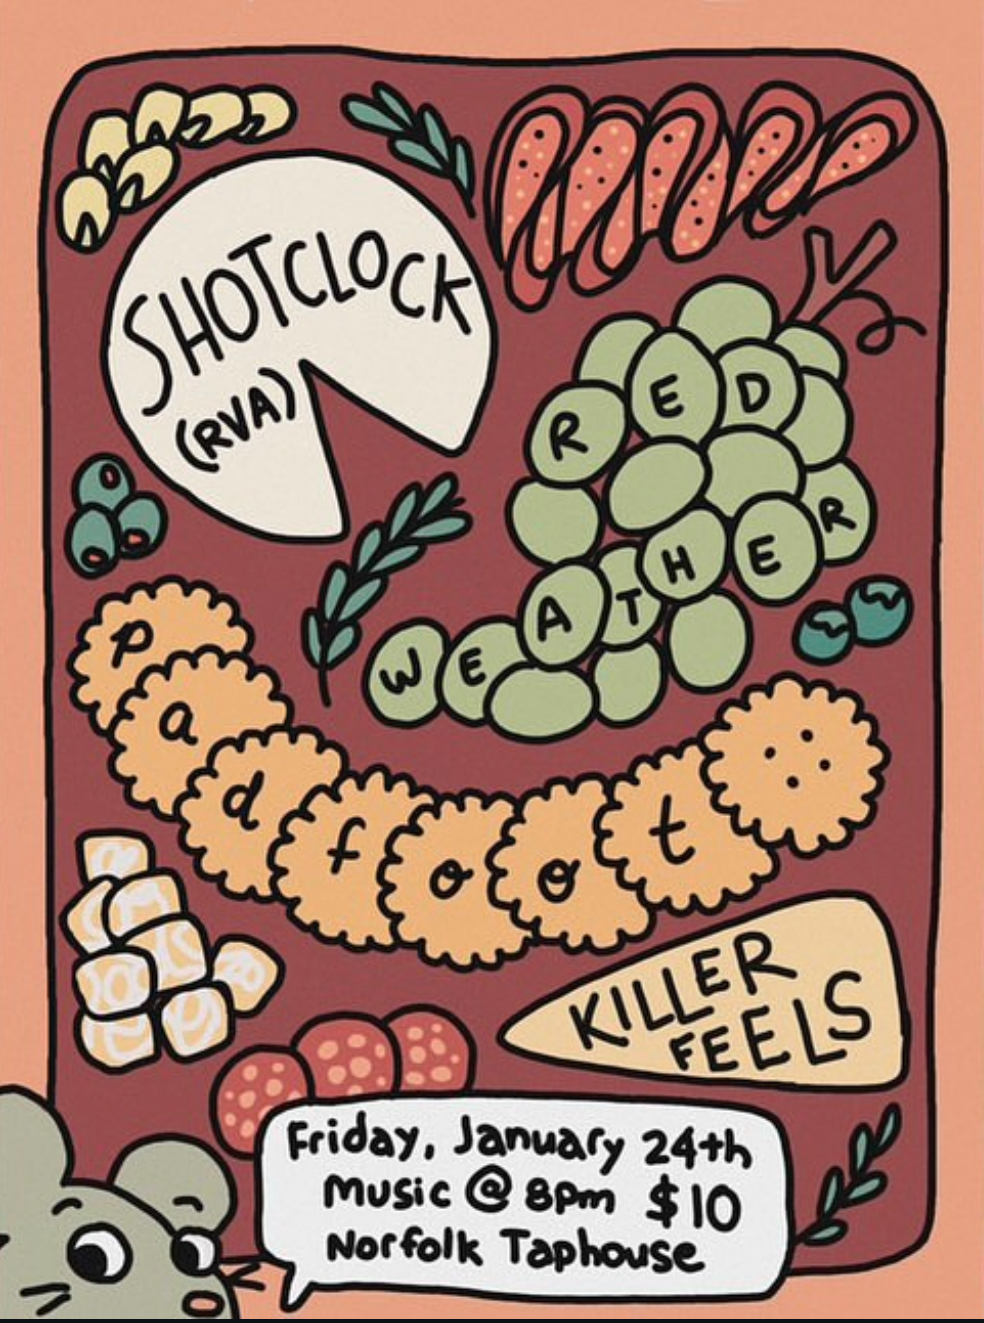 SHOTCLOCK
(RVA)
RED
WEATHER
Padfoot
KILLER
FEELS
Friday, January 24th
Music @ 8pm $10
Norfolk Taphouse